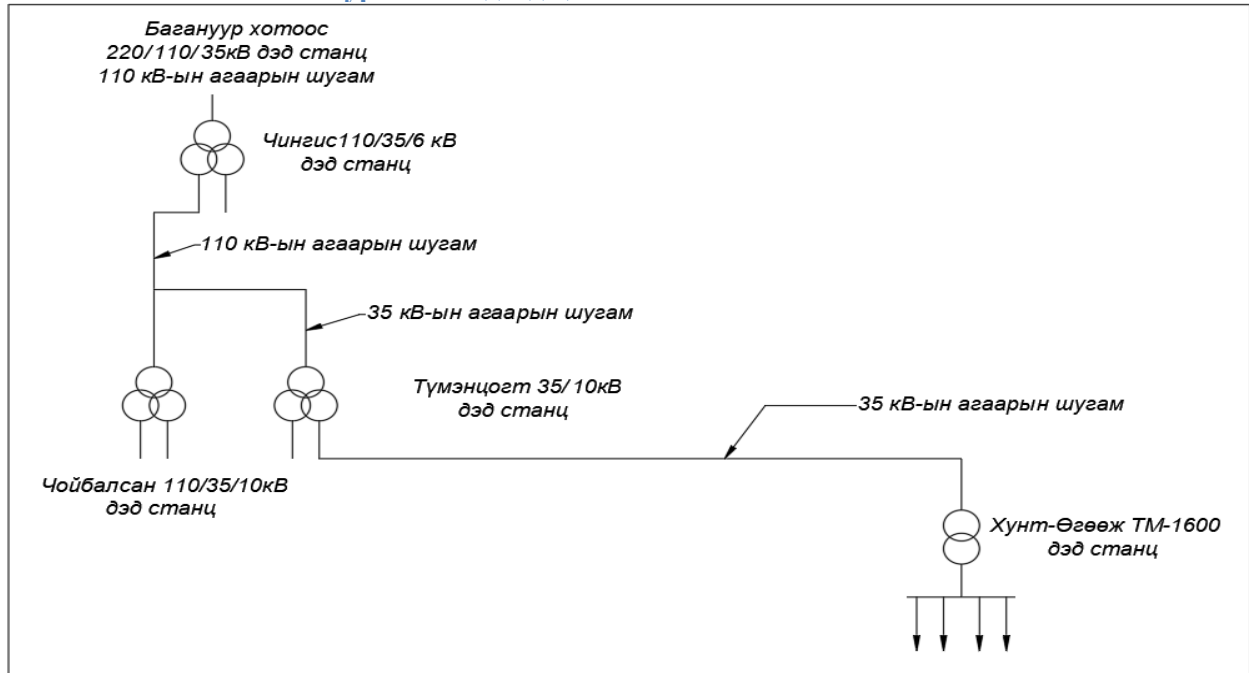 Багануур хотоос
220/110/35кВ дэд станц
110 кВ-ын агаарын шугам
Чингис110/35/6 кВ
дэд станц
110 кВ-ын агаарын шугам
35 кВ-ын агаарын шугам
Түмэнцогт 35/10кВ
дэд станц
35 кВ-ын агаарын шугам
Чойбалсан 110/35/10кВ
дэд станц
Хунт-Өгөөж ТМ-1600
дэд станц